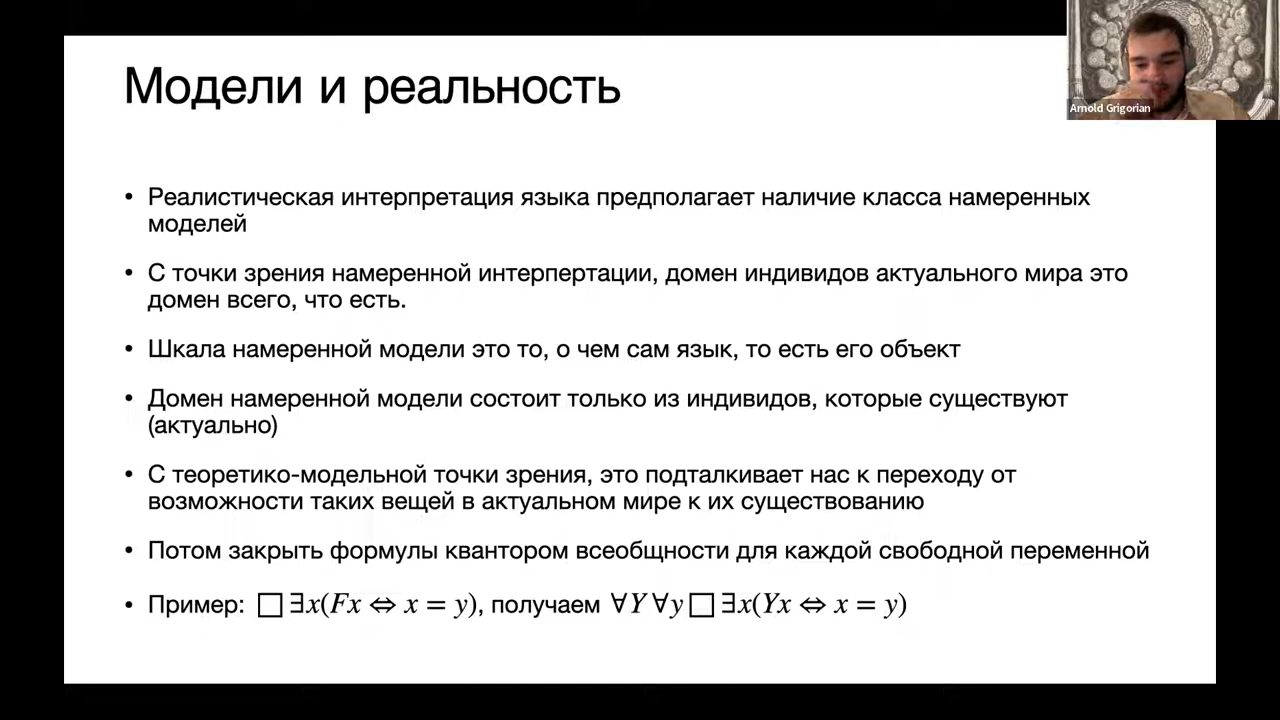 Модели и реальность
Arnold Grigorian
• Реалистическая интерпретация языка предполагает наличие класса намеренных
моделей
• С точки зрения намеренной интерпертации, домен индивидов актуального мира это
домен всего, что есть.
• Шкала намеренной модели это то, о чем сам язык, то есть его объект
• Домен намеренной модели состоит только из индивидов, которые существуют
(актуально)
• С теоретико-модельной точки зрения, это подталкивает нас к переходу от
возможности таких вещей в актуальном мире к их существованию
• Потом закрыть формулы квантором всеобщности для каждой свободной переменной
• Пример: □∃x(Fx ⇔ x = y), получаем ∀Y∀y□∃x(Yx ⇔ x = y)